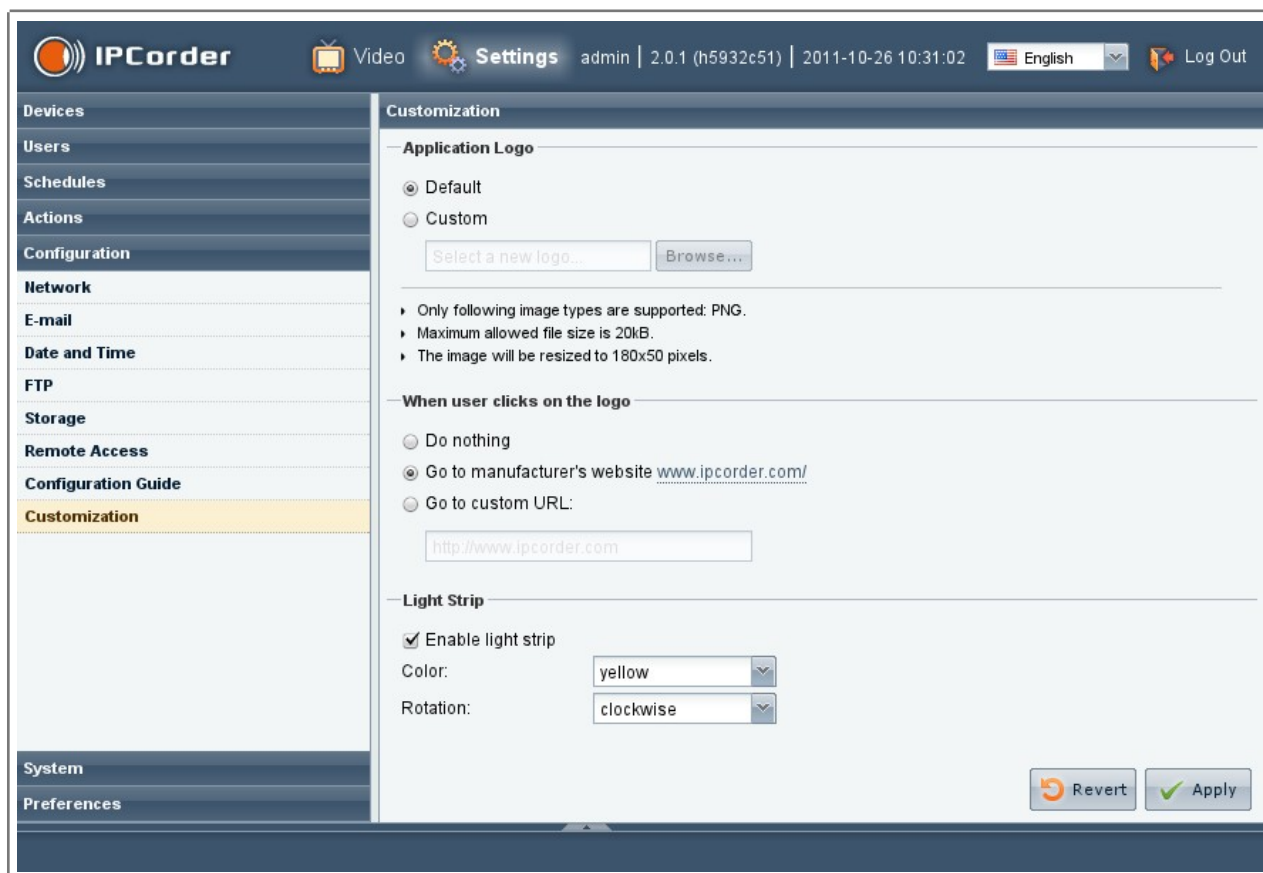 IPCorder Video Settings admin | 2.0.1 (h5932c51) | 2011-10-26 10:31:02 English Log Out
Devices
Users
Schedules
Actions
Configuration
Network
E-mail
Date and Time
FTP
Storage
Remote Access
Configuration Guide
Customization
System
Preferences
Customization
Application Logo
Default
Custom
Select a new logo... Browse...
Only following image types are supported: PNG.
Maximum allowed file size is 20kB.
The image will be resized to 180x50 pixels.
When user clicks on the logo
Do nothing
Go to manufacturer's website www.ipcorder.com/
Go to custom URL:
http://www.ipcorder.com
Light Strip
Enable light strip
Color: yellow
Rotation: clockwise
Revert Apply